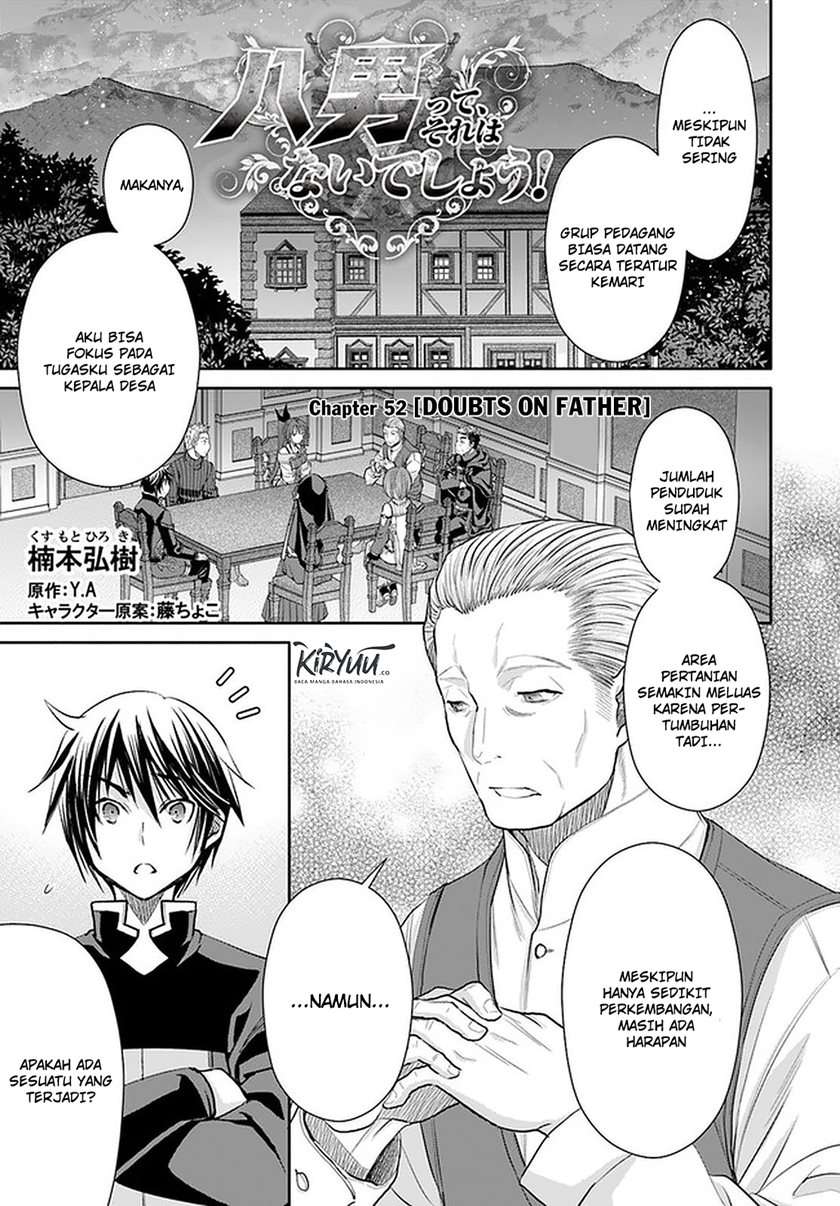 八男って、
それは
ないでしょう!
...
MESKIPUN
TIDAK
SERING
GRUP PEDAGANG
BIASA DATANG
SECARA TERATUR
KEMARI
MAKANYA,
AKU BISA
FOKUS PADA
TUGASKU SEBAGAI
KEPALA DESA
Chapter 52 [DOUBTS ON FATHER]
くす もと ひろ き
楠本弘樹
原作:Y.A
キャラクター原案:藤ちょこ
JUMLAH
PENDUDUK
SUDAH
MENINGKAT
AREA
PERTANIAN
SEMAKIN MELUAS
KARENA PER-
TUMBUHAN
TADI...
KIRYUU.CO
BACA MANGA BAHASA INDONESIA
MESKIPUN
HANYA SEDIKIT
PERKEMBANGAN,
MASIH ADA
HARAPAN
...NAMUN...
APAKAH ADA
SESUATU YANG
TERJADI?